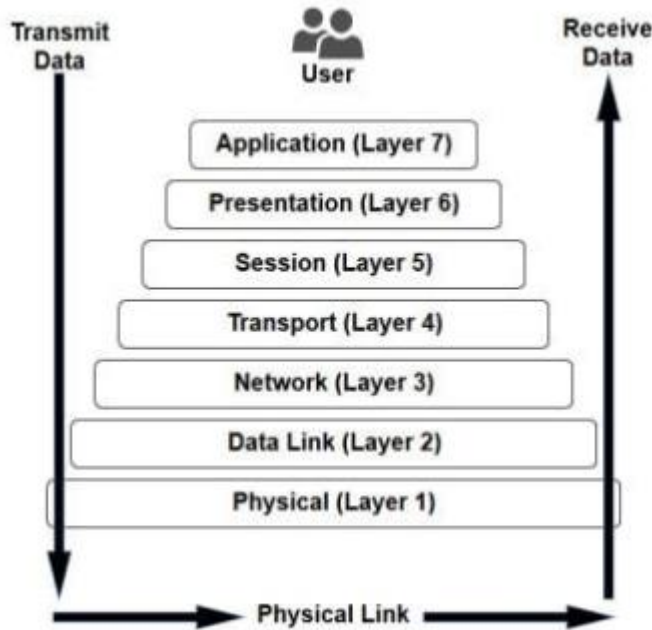 Transmit
Data
User
Receive
Data
Application (Layer 7)
Presentation (Layer 6)
Session (Layer 5)
Transport (Layer 4)
Network (Layer 3)
Data Link (Layer 2)
Physical (Layer 1)
Physical Link